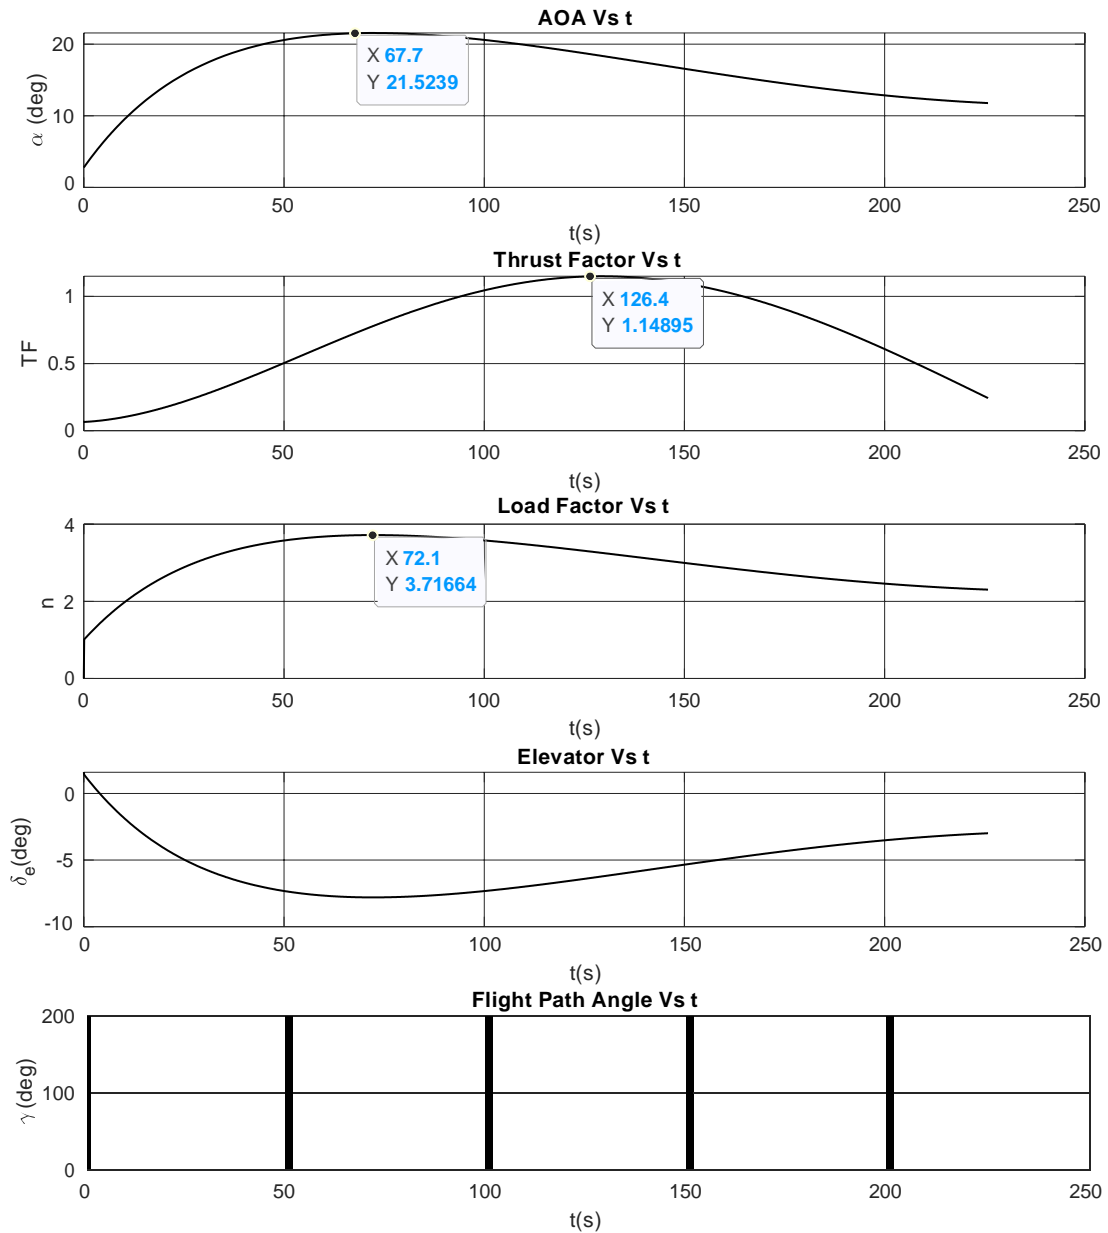 AOA Vs t
α (deg)
20
10
0
X 67.7
Y 21.5239
0 50 100 150 200 250
t(s)
Thrust Factor Vs t
TF
1
0.5
0
X 126.4
Y 1.14895
0 50 100 150 200 250
t(s)
Load Factor Vs t
n
4
2
0
X 72.1
Y 3.71664
0 50 100 150 200 250
t(s)
Elevator Vs t
δe(deg)
0
-5
-10
0 50 100 150 200 250
t(s)
Flight Path Angle Vs t
γ (deg)
200
100
0
0 50 100 150 200 250
t(s)